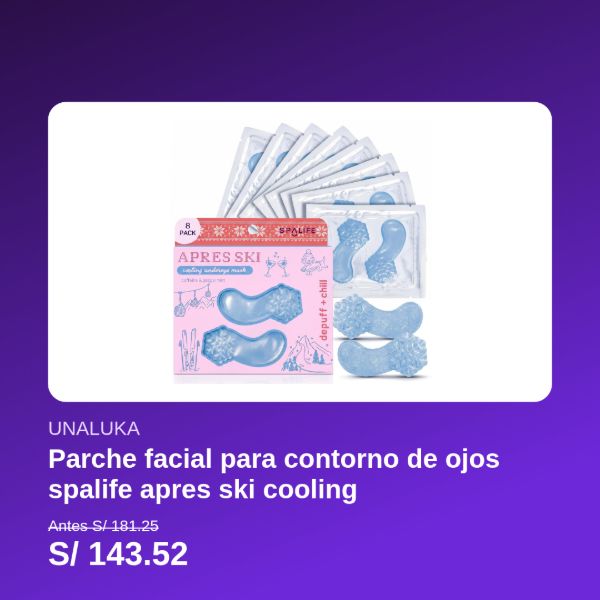 8
PACK
SPALIFE
APRES SKI
cooling undereye mask
depuff + chill
UNALUKA
Parche facial para contorno de ojos
spalife apres ski cooling
Antes S/ 181.25
S/ 143.52